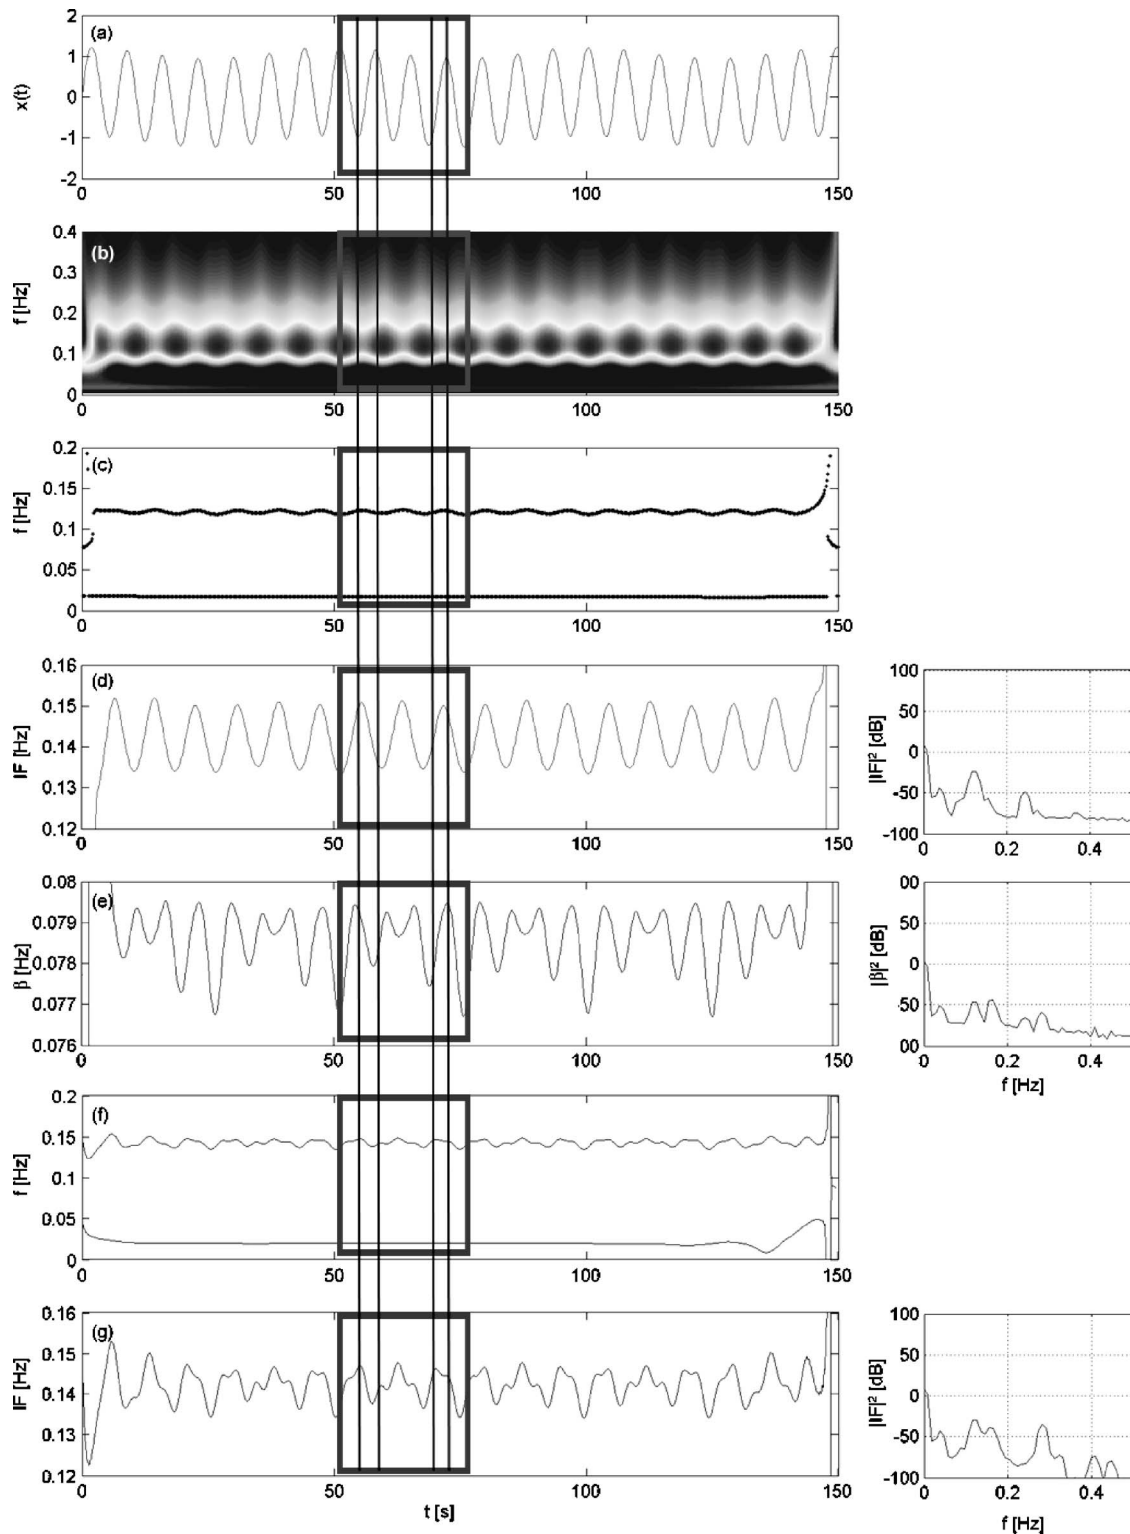 2
(a)
1
x(t)
0
-1
-2
0 50 100 150
0.4
(b)
0.3
f [Hz]
0.2
0.1
0
0 50 100 150
0.2
(c)
0.15
f [Hz]
0.1
0.05
0
0 50 100 150
0.16
(d)
0.15
IF [Hz]
0.14
0.13
0.12
0 50 100 150
100
50
|IF|² [dB]
0
-50
-100
0 0.2 0.4
0.08
(e)
0.079
β [Hz]
0.078
0.077
0.076
0 50 100 150
00
50
|β|² [dB]
0
50
00
0 0.2 0.4
f [Hz]
0.2
(f)
0.15
f [Hz]
0.1
0.05
0
0 50 100 150
0.16
(g)
0.15
IF [Hz]
0.14
0.13
0.12
0 50 100 150
t [s]
100
50
|IF|² [dB]
0
-50
-100
0 0.2 0.4
f [Hz]